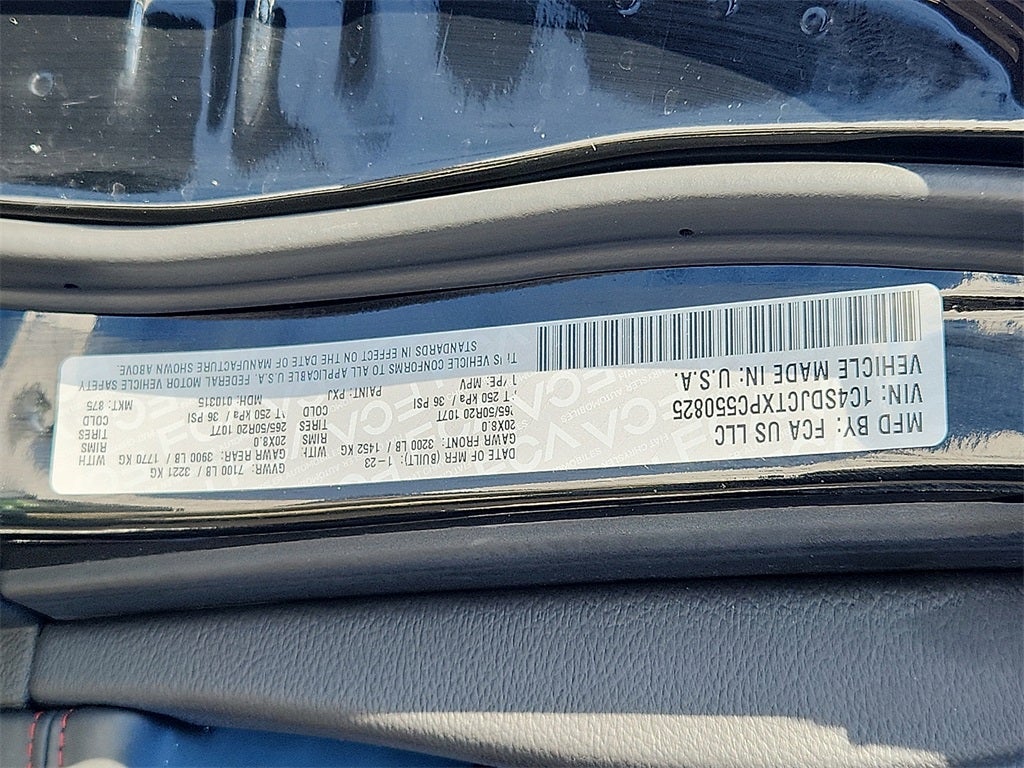 MFD BY: FCA US LLC
VIN: 1C4SDJCTXPC550825
VEHICLE MADE IN: U.S.A.
DATE OF MFR (BUILT): 1-23 GVWR: 7100 LB / 3221 KG
GAWR FRONT: 3200 LB / 1452 KG WITH GAWR REAR: 3900 LB 1770 KG WITH
20X8.0 RIMS 20X8.0 RIMS
265/50R20 107T TIRES 265/50R20 107T TIRES
AT 250 kPa / 36 PSI COLD AT 250 kPa / 36 PSI COLD
TYPE: MPV PAINT: PXJ MDH: 010315 MKT: 875
THIS VEHICLE CONFORMS TO ALL APPLICABLE U.S.A. FEDERAL MOTOR VEHICLE SAFETY
STANDARDS IN EFFECT ON THE DATE OF MANUFACTURE SHOWN ABOVE.